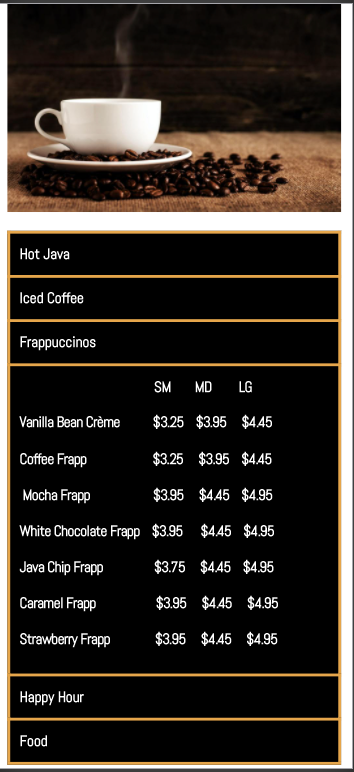 Hot Java
Iced Coffee
Frappuccinos
SM MD LG
Vanilla Bean Crème $3.25 $3.95 $4.45
Coffee Frapp $3.25 $3.95 $4.45
Mocha Frapp $3.95 $4.45 $4.95
White Chocolate Frapp $3.95 $4.45 $4.95
Java Chip Frapp $3.75 $4.45 $4.95
Caramel Frapp $3.95 $4.45 $4.95
Strawberry Frapp $3.95 $4.45 $4.95
Happy Hour
Food